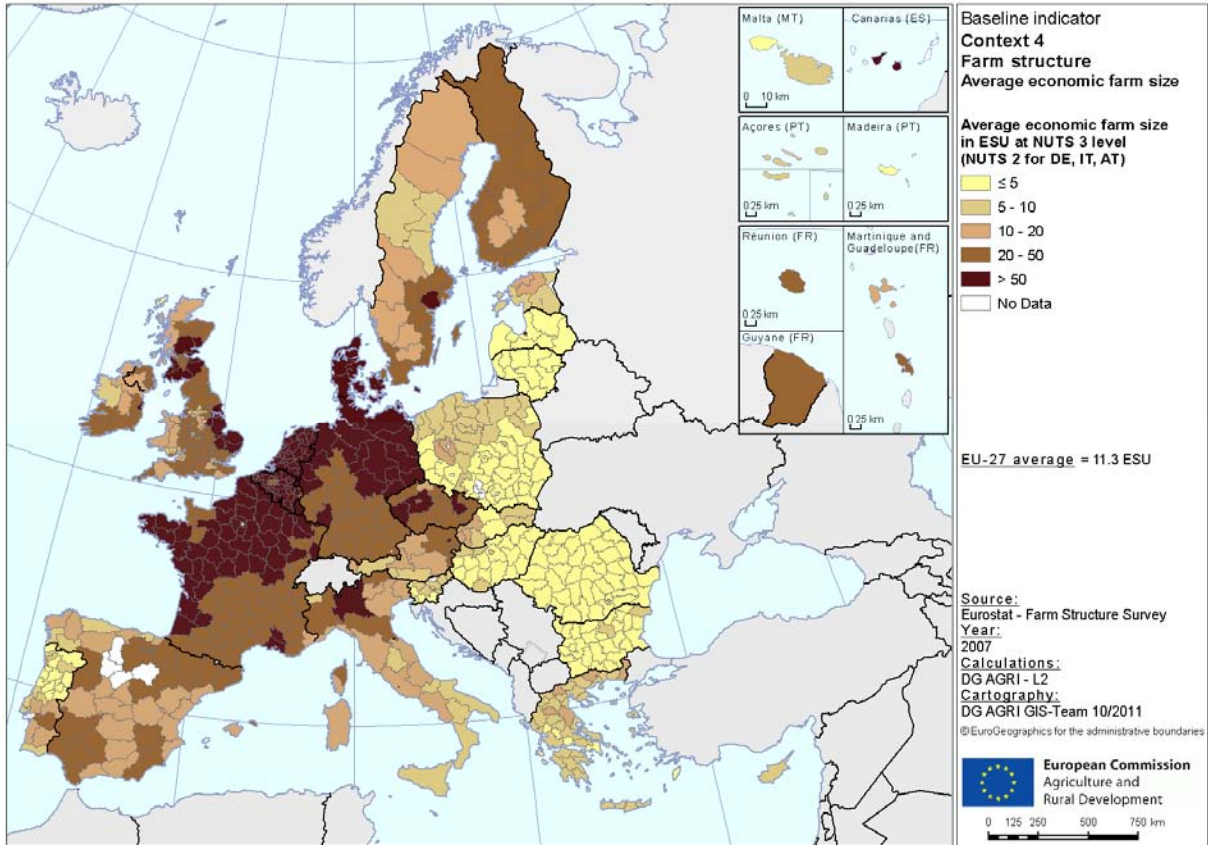 Malta (MT)
0 10 km
Canarias (ES)
Açores (PT)
0 25 km
Madeira (PT)
0 25 km
Réunion (FR)
0 25 km
Martinique and
Guadeloupe(FR)
0 25 km
Guyane (FR)
Baseline indicator
Context 4
Farm structure
Average economic farm size
Average economic farm size
in ESU at NUTS 3 level
(NUTS 2 for DE, IT, AT)
≤ 5
5 - 10
10 - 20
20 - 50
> 50
No Data
EU-27 average = 11.3 ESU
Source:
Eurostat - Farm Structure Survey
Year:
2007
Calculations:
DG AGRI - L2
Cartography:
DG AGRI GIS-Team 10/2011
©EuroGeographics for the administrative boundaries
European Commission
Agriculture and
Rural Development
0 125 250 500 750 km